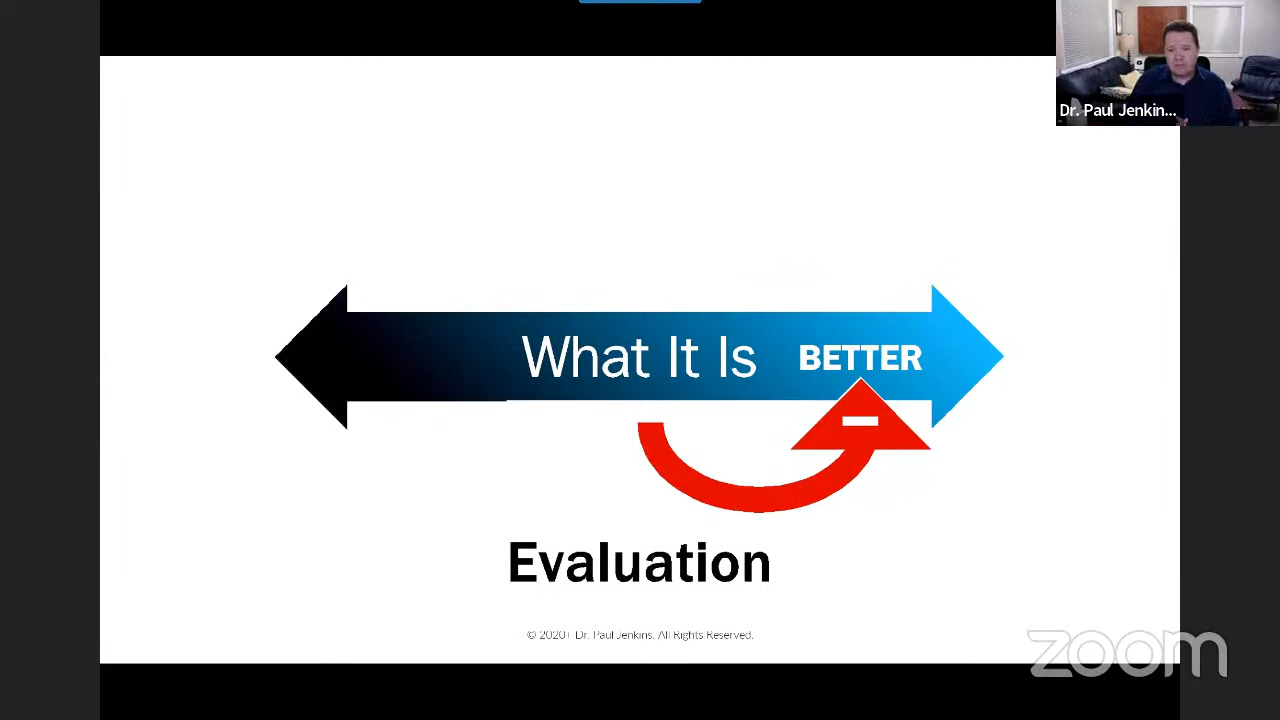 Dr. Paul Jenkin...
What It Is BETTER
Evaluation
© 2020+ Dr. Paul Jenkins. All Rights Reserved.
zoom